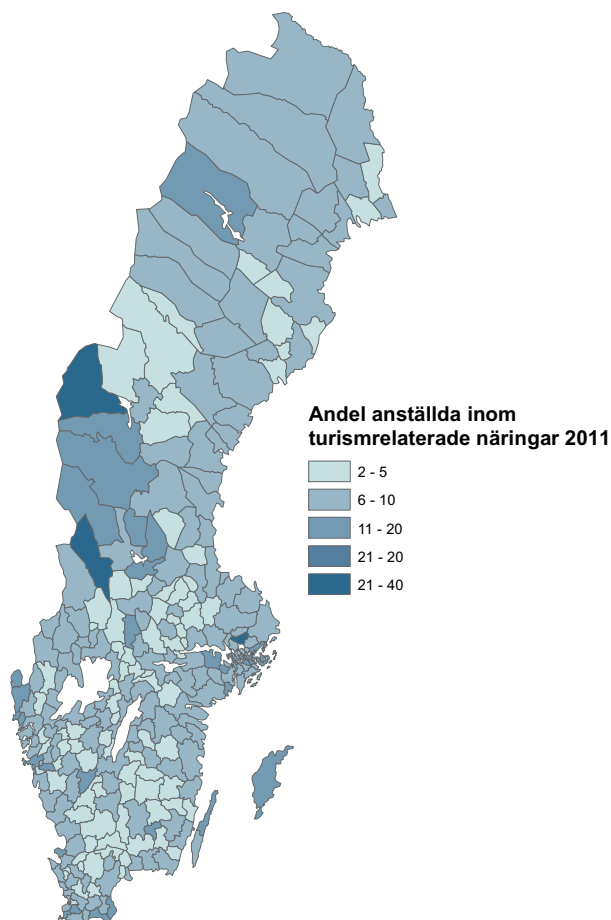 Andel anställda inom
turismrelaterade näringar 2011
2 - 5
6 - 10
11 - 20
21 - 20
21 - 40